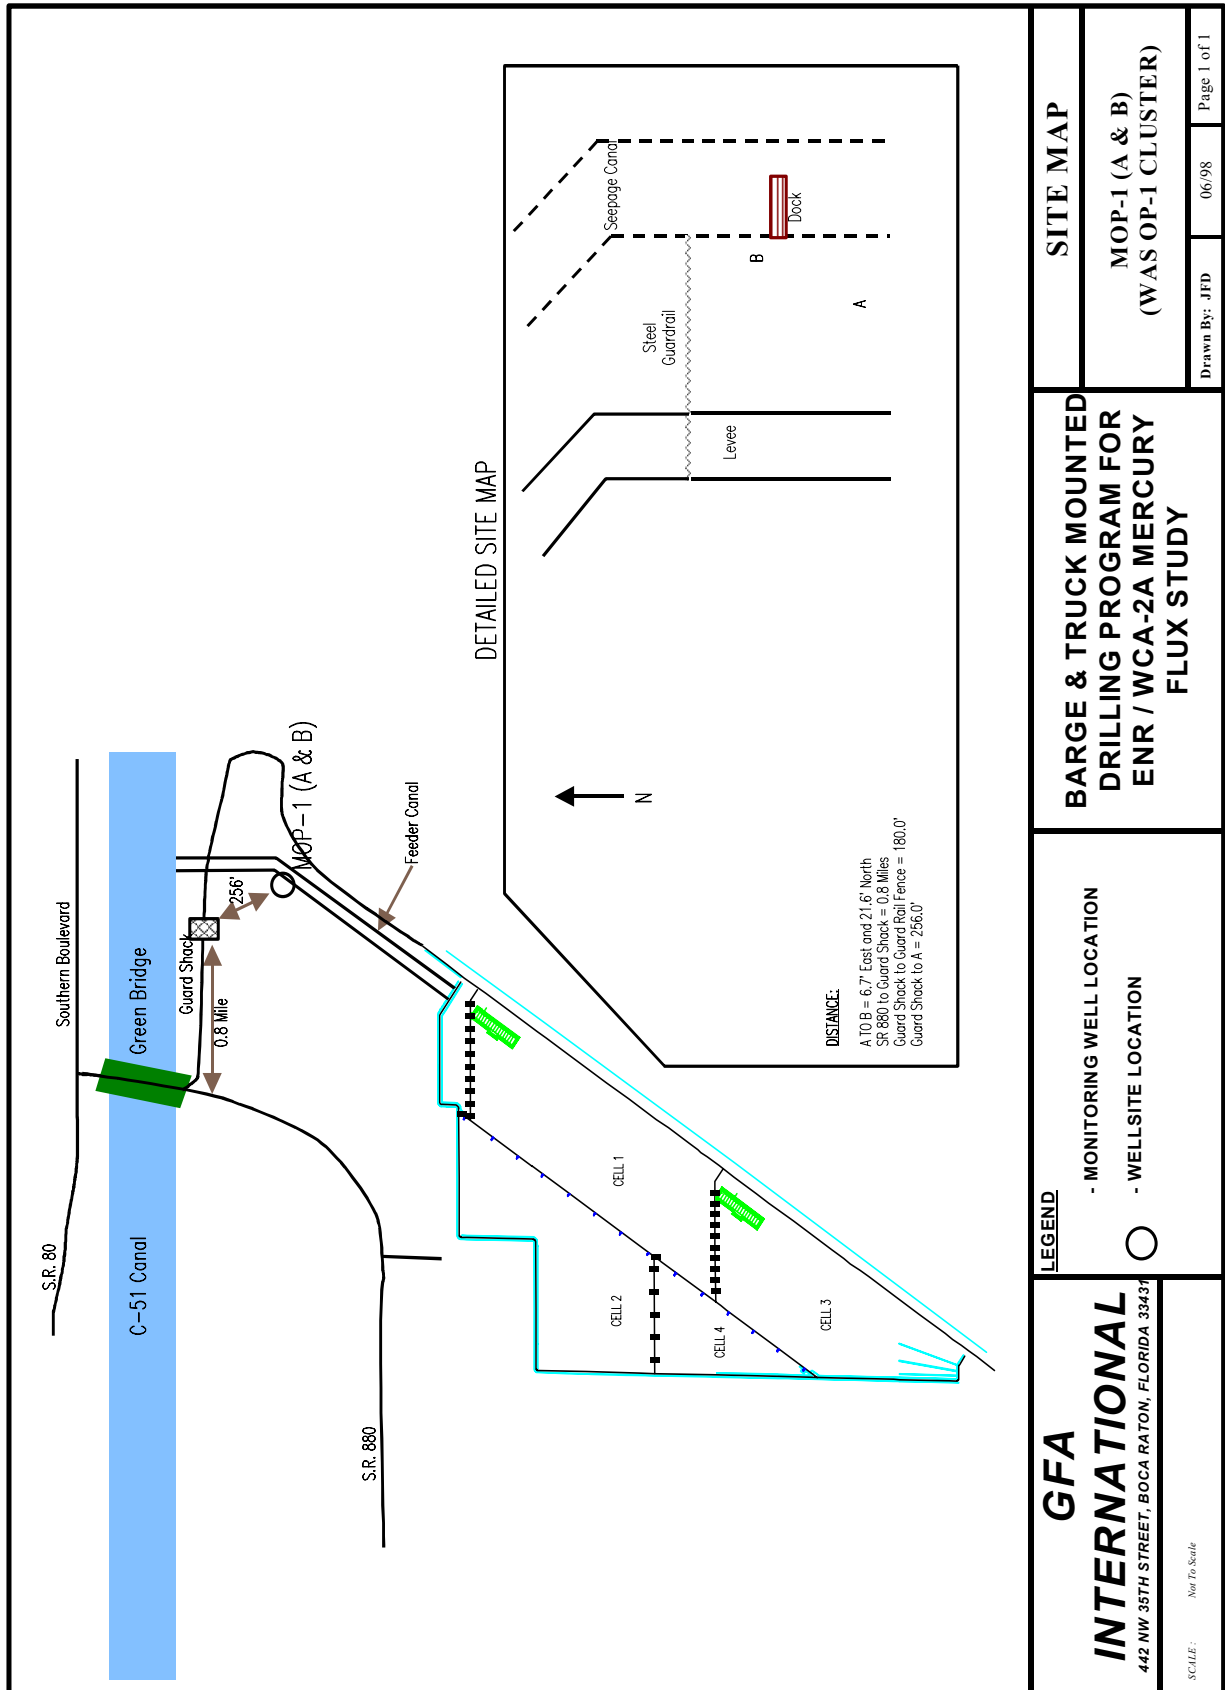 S.R. 80
Southern Boulevard
C-51 Canal
Green Bridge
Guard Shack
0.8 Mile
256'
MOP-1 (A & B)
Feeder Canal
S.R. 880
CELL 1
CELL 2
CELL 4
CELL 3
DETAILED SITE MAP
Seepage Canal
Dock
B
A
Steel
Guardrail
Levee
N
DISTANCE:
A TO B = 6.7' East and 21.6' North
SR 880 to Guard Shack = 0.8 Miles
Guard Shack to Guard Rail Fence = 180.0'
Guard Shack to A = 256.0'
GFA
INTERNATIONAL
442 NW 35TH STREET, BOCA RATON, FLORIDA 33431
SCALE : Not To Scale
LEGEND
- MONITORING WELL LOCATION
- WELLSITE LOCATION
BARGE & TRUCK MOUNTED
DRILLING PROGRAM FOR
ENR / WCA-2A MERCURY
FLUX STUDY
SITE MAP
MOP-1 (A & B)
(WAS OP-1 CLUSTER)
Drawn By: JFD
06/98
Page 1 of 1